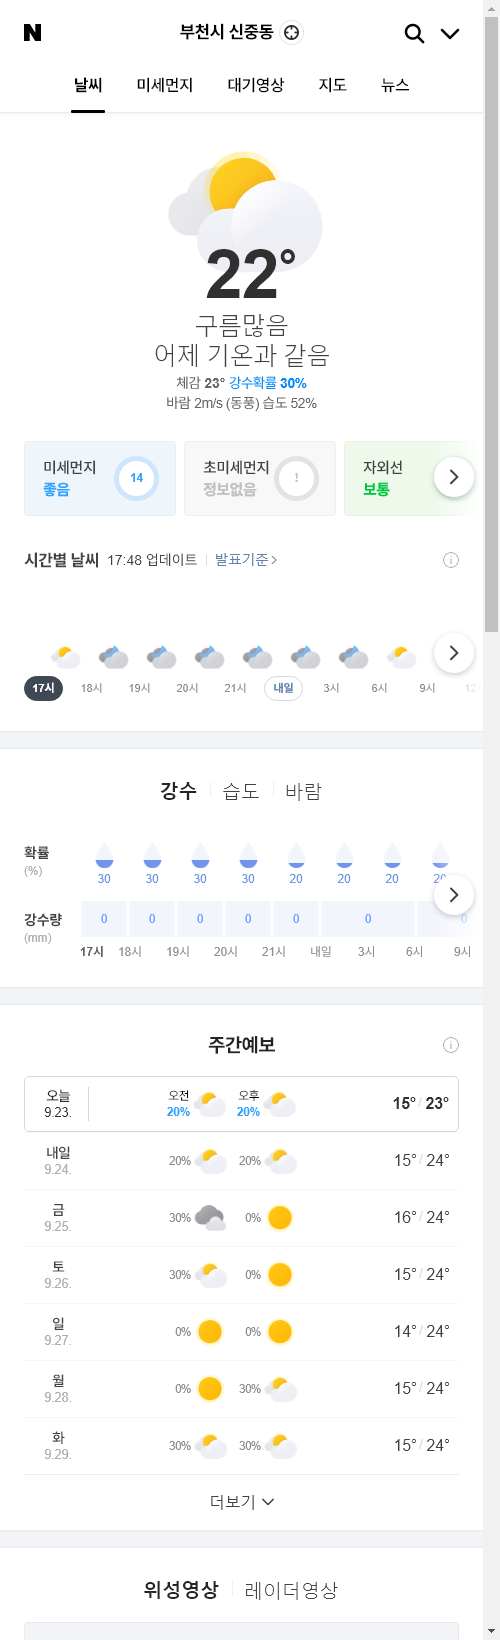 N
부천시 신중동
날씨 미세먼지 대기영상 지도 뉴스
22°
구름많음
어제 기온과 같음
체감 23° 강수확률 30%
바람 2m/s (동풍) 습도 52%
미세먼지 좋음 14
초미세먼지 정보없음 !
자외선 보통
시간별 날씨 17:48 업데이트 발표기준
17시 18시 19시 20시 21시 내일 3시 6시 9시 12
강수 습도 바람
확률 (%) 30 30 30 30 20 20 20 20
강수량 (mm) 0 0 0 0 0 0 0
17시 18시 19시 20시 21시 내일 3시 6시 9시
주간예보
오늘 9.23. 오전 20% 오후 20% 15° / 23°
내일 9.24. 20% 20% 15° / 24°
금 9.25. 30% 0% 16° / 24°
토 9.26. 30% 0% 15° / 24°
일 9.27. 0% 0% 14° / 24°
월 9.28. 0% 30% 15° / 24°
화 9.29. 30% 30% 15° / 24°
더보기
위성영상 레이더영상